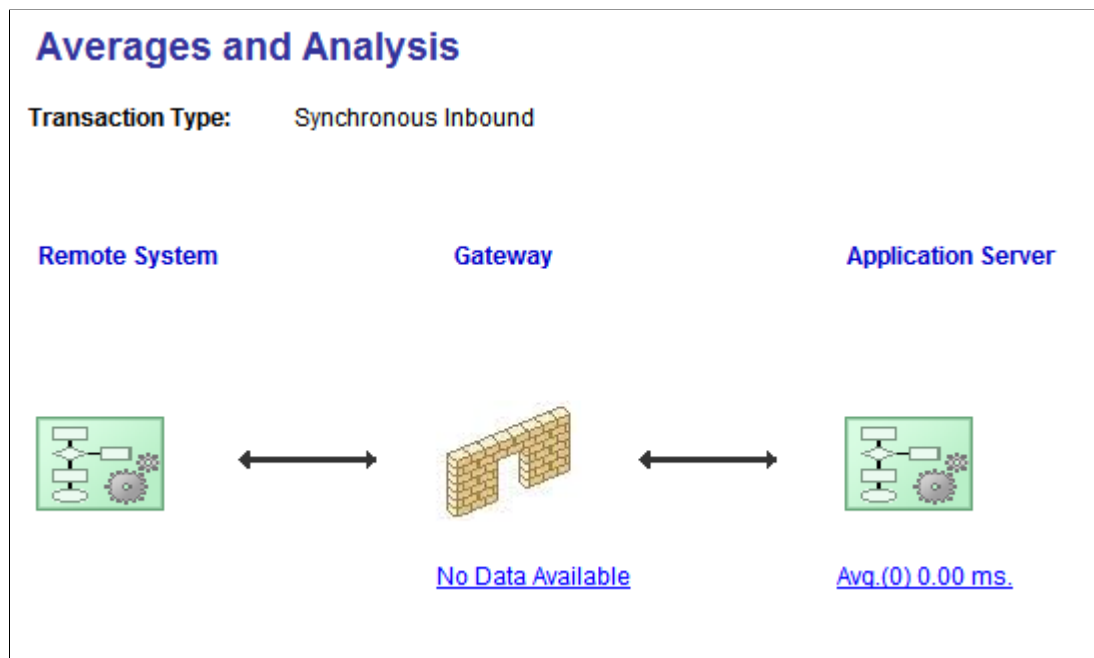 Averages and Analysis
Transaction Type: Synchronous Inbound
Remote System Gateway Application Server
No Data Available Avg.(0) 0.00 ms.